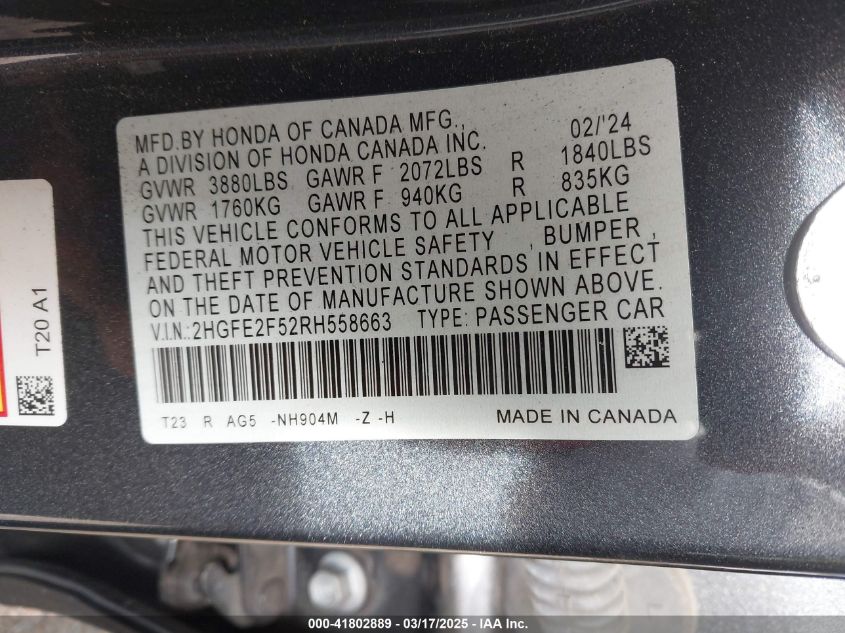 MFD.BY HONDA OF CANADA MFG., 02/'24
A DIVISION OF HONDA CANADA INC.
GVWR 3880LBS GAWR F 2072LBS R 1840LBS
GVWR 1760KG GAWR F 940KG R 835KG
THIS VEHICLE CONFORMS TO ALL APPLICABLE
FEDERAL MOTOR VEHICLE SAFETY , BUMPER ,
AND THEFT PREVENTION STANDARDS IN EFFECT
ON THE DATE OF MANUFACTURE SHOWN ABOVE.
V.I.N.:2HGFE2F52RH558663 TYPE: PASSENGER CAR
T23 R AG5 -NH904M -Z -H MADE IN CANADA
T20 A1
000-41802889 - 03/17/2025 - IAA Inc.